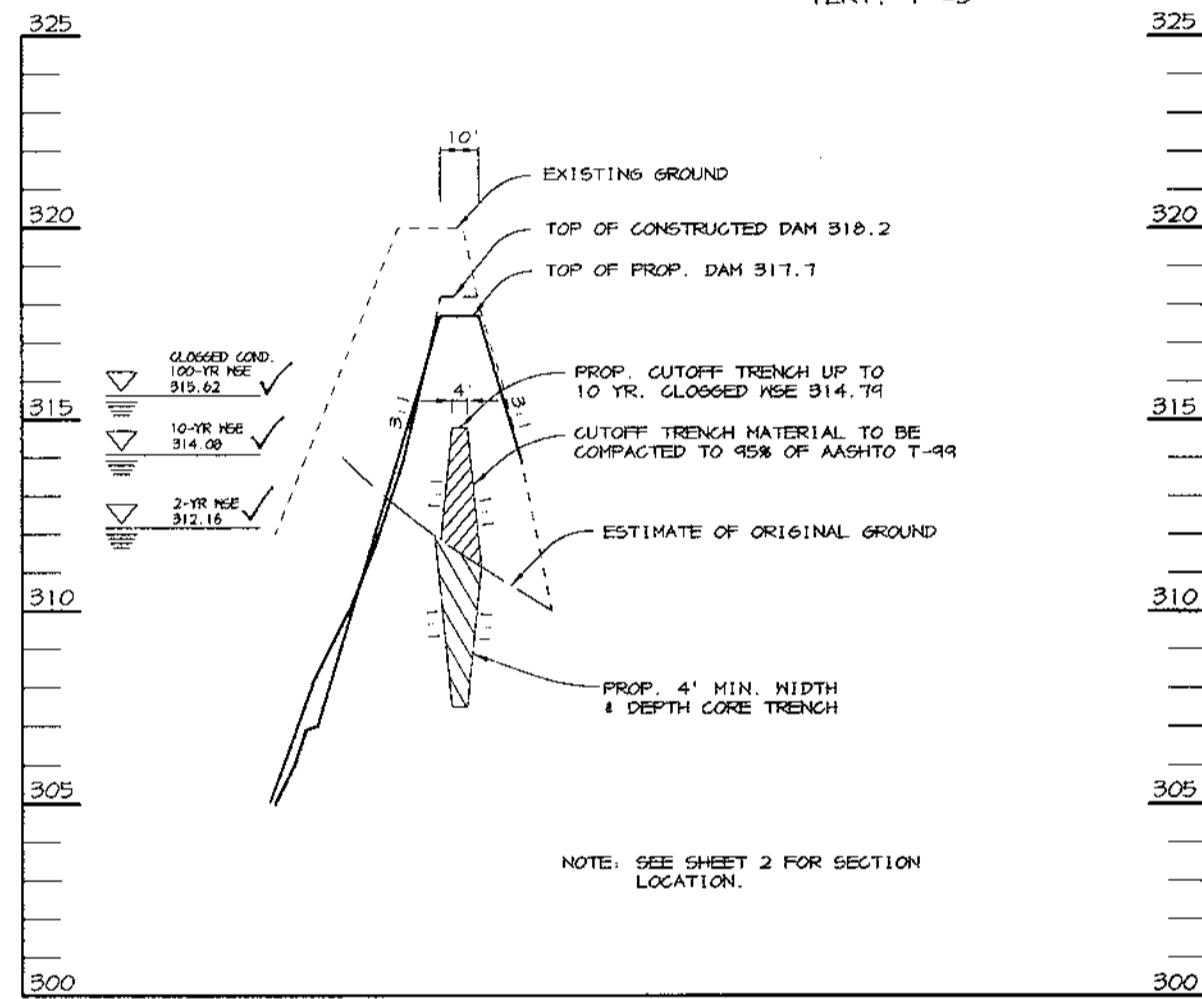 325
325
10'
EXISTING GROUND
320
TOP OF CONSTRUCTED DAM 318.2
320
TOP OF PROP. DAM 317.7
CLOGGED COND.
100-YR WSE
315.62
PROP. CUTOFF TRENCH UP TO
10 YR. CLOGGED WSE 314.79
4'
3:1
3:1
315
315
10-YR WSE
314.08
CUTOFF TRENCH MATERIAL TO BE
COMPACTED TO 95% OF AASHTO T-99
2-YR WSE
312.16
ESTIMATE OF ORIGINAL GROUND
310
310
PROP. 4' MIN. WIDTH
& DEPTH CORE TRENCH
305
305
NOTE: SEE SHEET 2 FOR SECTION
LOCATION.
300
300